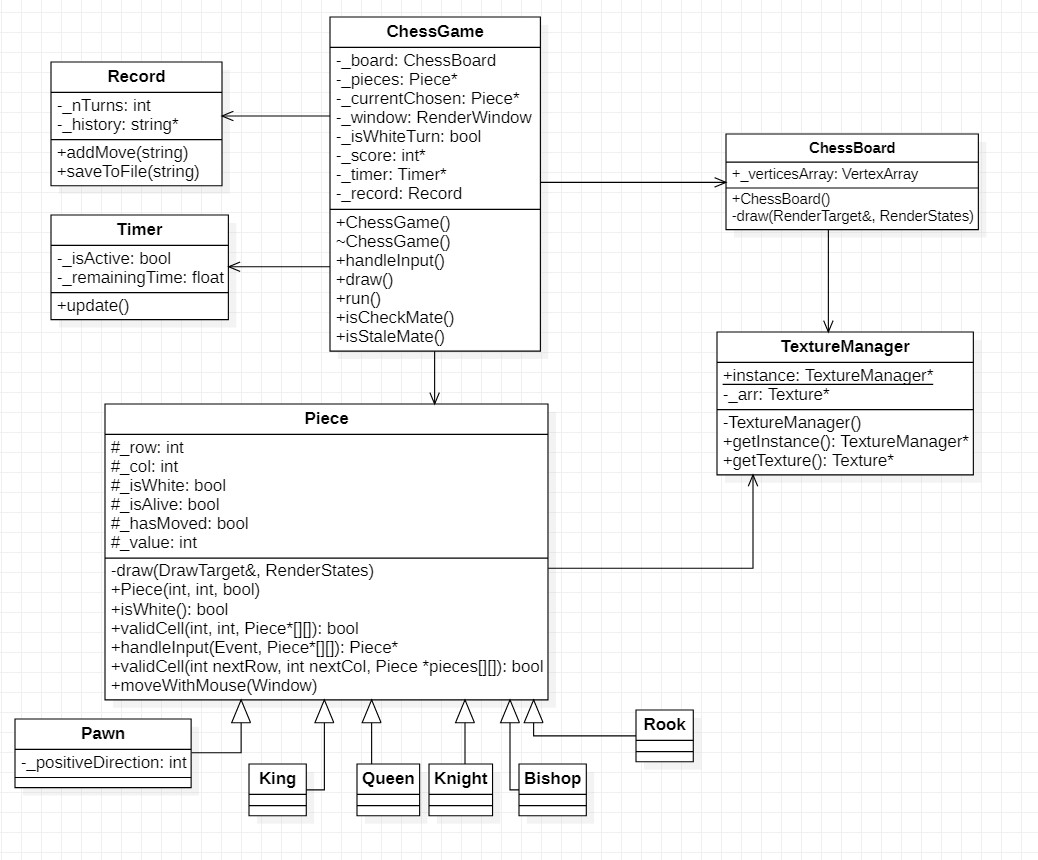 ChessGame
-_board: ChessBoard
-_pieces: Piece*
-_currentChosen: Piece*
-_window: RenderWindow
-_isWhiteTurn: bool
-_score: int*
-_timer: Timer*
-_record: Record
+ChessGame()
~ChessGame()
+handleInput()
+draw()
+run()
+isCheckMate()
+isStaleMate()
Record
-_nTurns: int
-_history: string*
+addMove(string)
+saveToFile(string)
Timer
-_isActive: bool
-_remainingTime: float
+update()
ChessBoard
+_verticesArray: VertexArray
+ChessBoard()
-draw(RenderTarget&, RenderStates)
TextureManager
+instance: TextureManager*
-_arr: Texture*
-TextureManager()
+getInstance(): TextureManager*
+getTexture(): Texture*
Piece
#_row: int
#_col: int
#_isWhite: bool
#_isAlive: bool
#_hasMoved: bool
#_value: int
-draw(DrawTarget&, RenderStates)
+Piece(int, int, bool)
+isWhite(): bool
+validCell(int, int, Piece*[][]): bool
+handleInput(Event, Piece*[][]): Piece*
+validCell(int nextRow, int nextCol, Piece *pieces[][]): bool
+moveWithMouse(Window)
Pawn
-_positiveDirection: int
King
Queen
Knight
Bishop
Rook